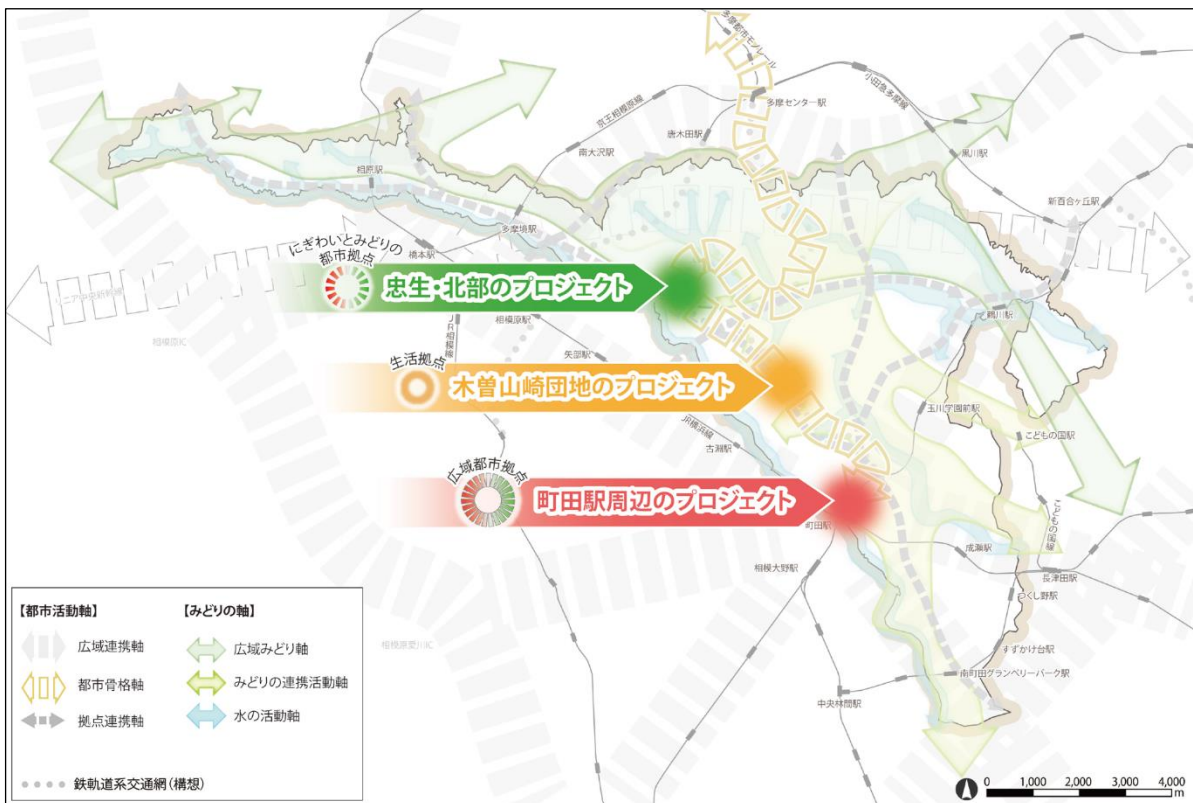 多摩都市モノレール
小田急多摩線
多摩センター駅
京王相模原線
唐木田駅
黒川駅
南大沢駅
相原駅
新百合ヶ丘駅
多摩境駅
橋本駅
にぎわいとみどりの
都市拠点
忠生・北部のプロジェクト
リニア中央新幹線
鶴川駅
相模原駅
JR相模線
相模原IC
矢部駅
生活拠点
木曽山崎団地のプロジェクト
玉川学園前駅
JR横浜線
古淵駅
こどもの国駅
広域都市拠点
町田駅周辺のプロジェクト
町田駅
こどもの国線
成瀬駅
相模大野駅
長津田駅
つくし野駅
すずかけ台駅
相模原愛川IC
南町田グランベリーパーク駅
中央林間駅
【都市活動軸】
広域連携軸
都市骨格軸
拠点連携軸
【みどりの軸】
広域みどり軸
みどりの連携活動軸
水の活動軸
鉄軌道系交通網（構想）
0 1,000 2,000 3,000 4,000
m